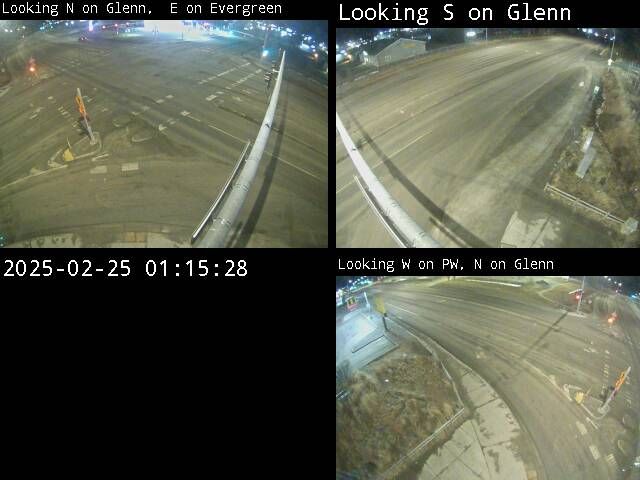 Looking N on Glenn,  E on Evergreen
Looking S on Glenn
2025-02-25 01:15:28
Looking W on PW, N on Glenn